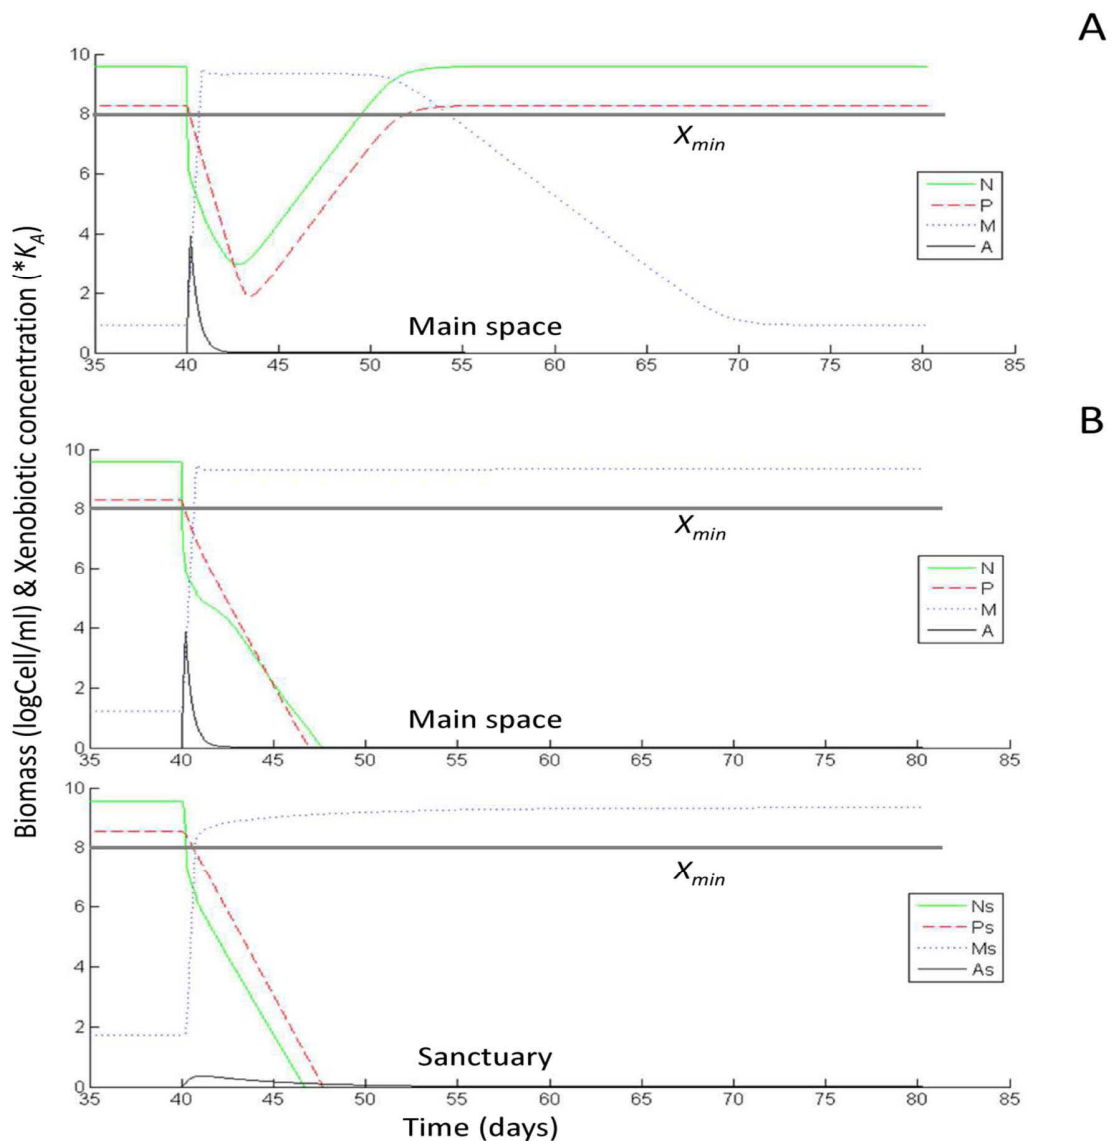 A
Biomass (logCell/ml) & Xenobiotic concentration (*K_A)
10
8
6
4
2
0
X_min
N
P
M
A
Main space
35 40 45 50 55 60 65 70 75 80 85
B
10
8
6
4
2
0
X_min
N
P
M
A
Main space
35 40 45 50 55 60 65 70 75 80 85
10
8
6
4
2
0
X_min
Ns
Ps
Ms
As
Sanctuary
35 40 45 50 55 60 65 70 75 80 85
Time (days)